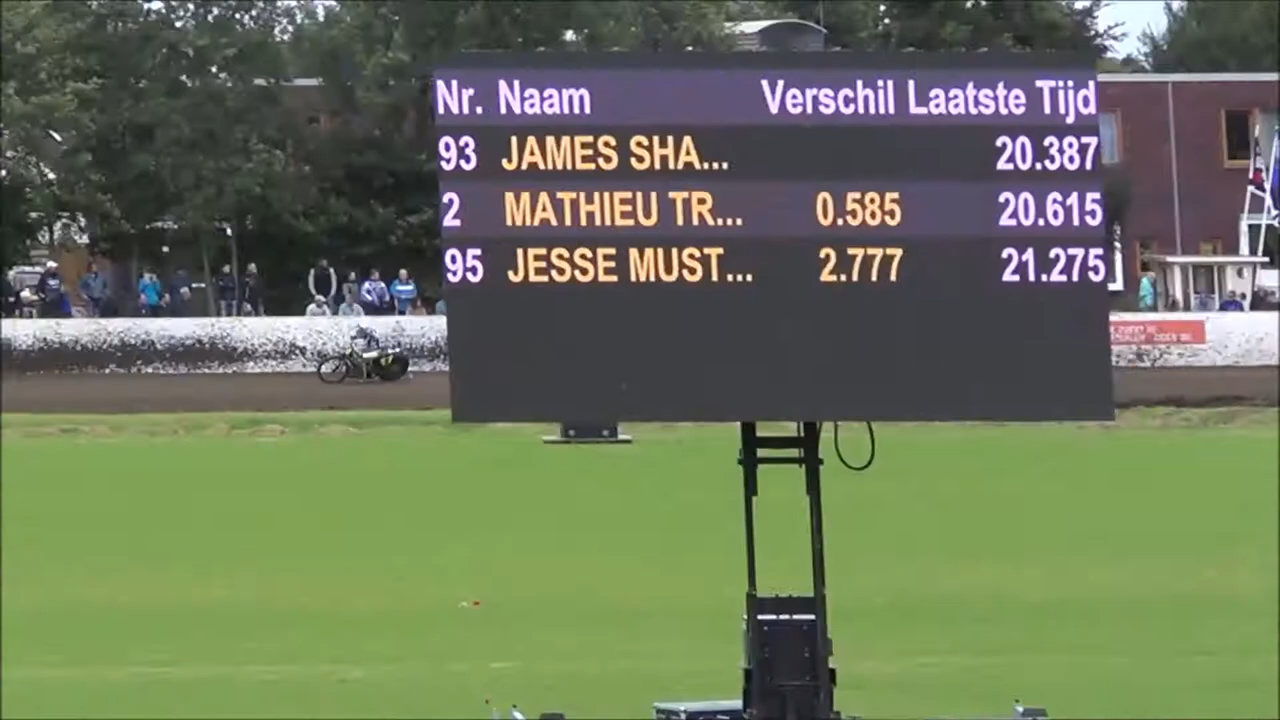 Nr. Naam Verschil Laatste Tijd
93 JAMES SHA... 20.387
2 MATHIEU TR... 0.585 20.615
95 JESSE MUST... 2.777 21.275